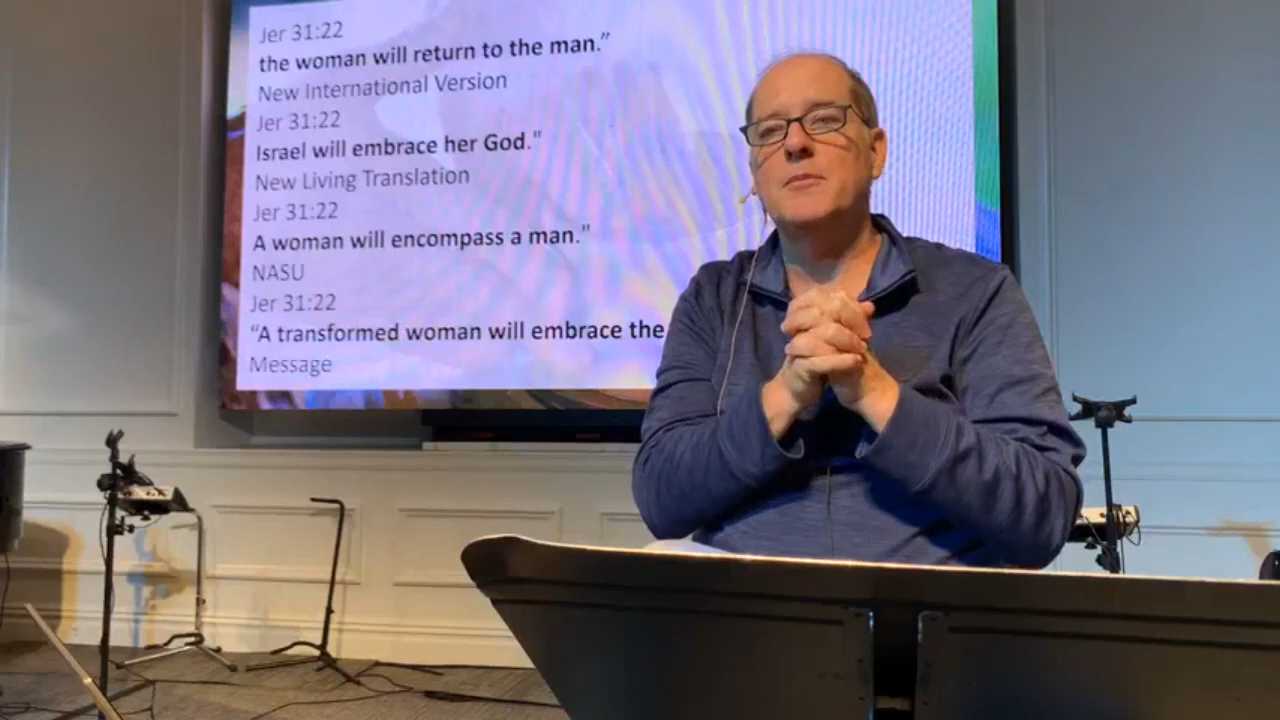 Jer 31:22
the woman will return to the man.”
New International Version
Jer 31:22
Israel will embrace her God."
New Living Translation
Jer 31:22
A woman will encompass a man."
NASU
Jer 31:22
“A transformed woman will embrace the
Message